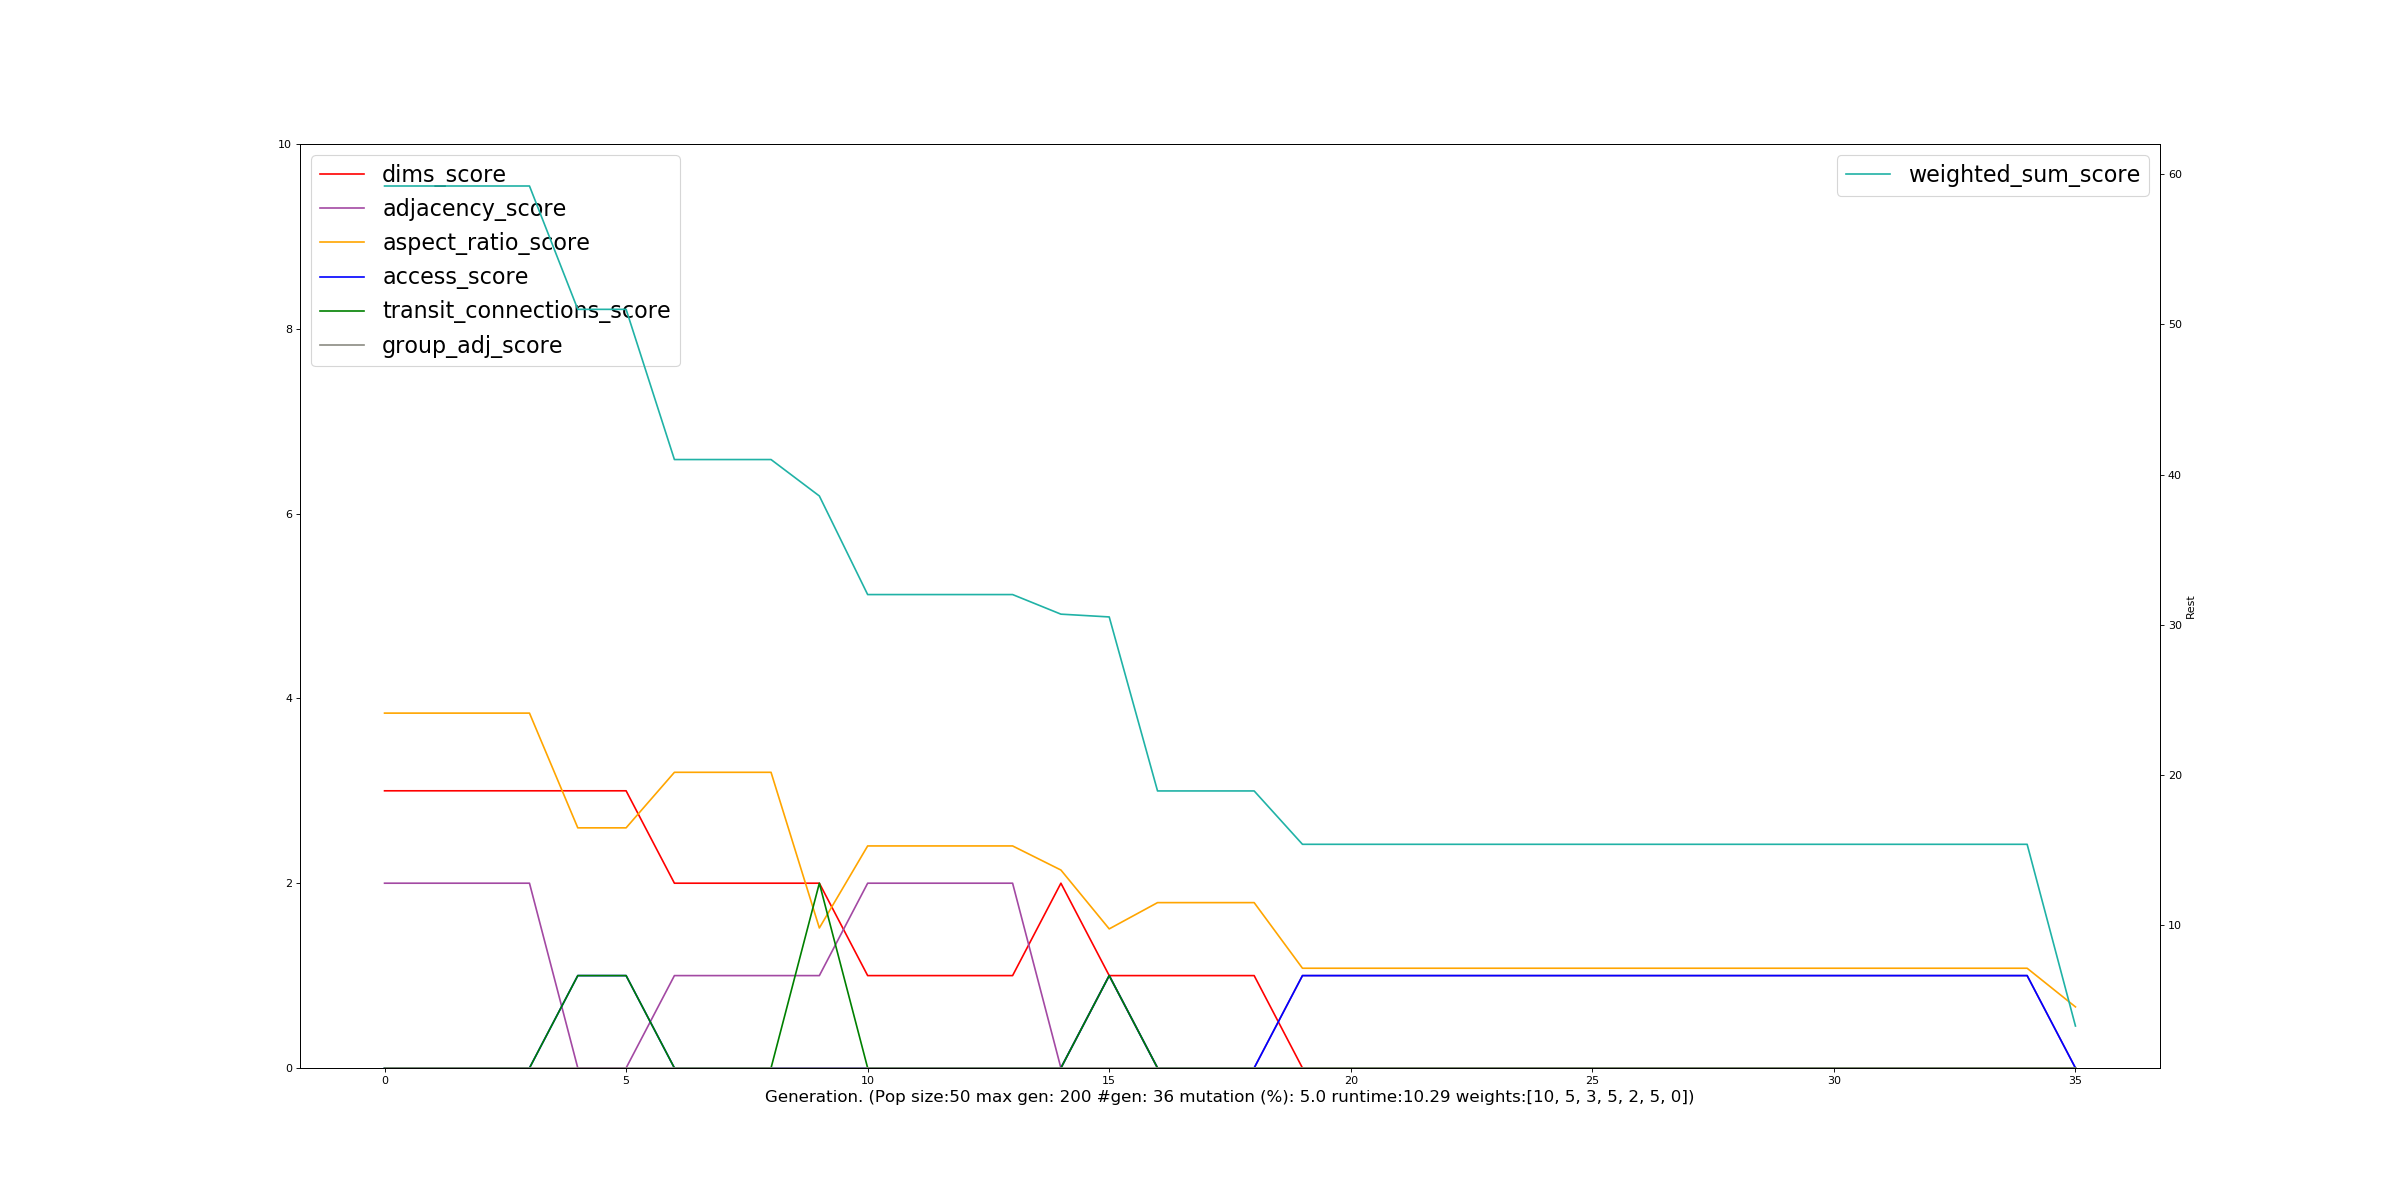 10
8
6
4
2
0
dims_score
adjacency_score
aspect_ratio_score
access_score
transit_connections_score
group_adj_score
weighted_sum_score
60
50
40
30
20
10
Rest
0 5 10 15 20 25 30 35
Generation. (Pop size:50 max gen: 200 #gen: 36 mutation (%): 5.0 runtime:10.29 weights:[10, 5, 3, 5, 2, 5, 0])